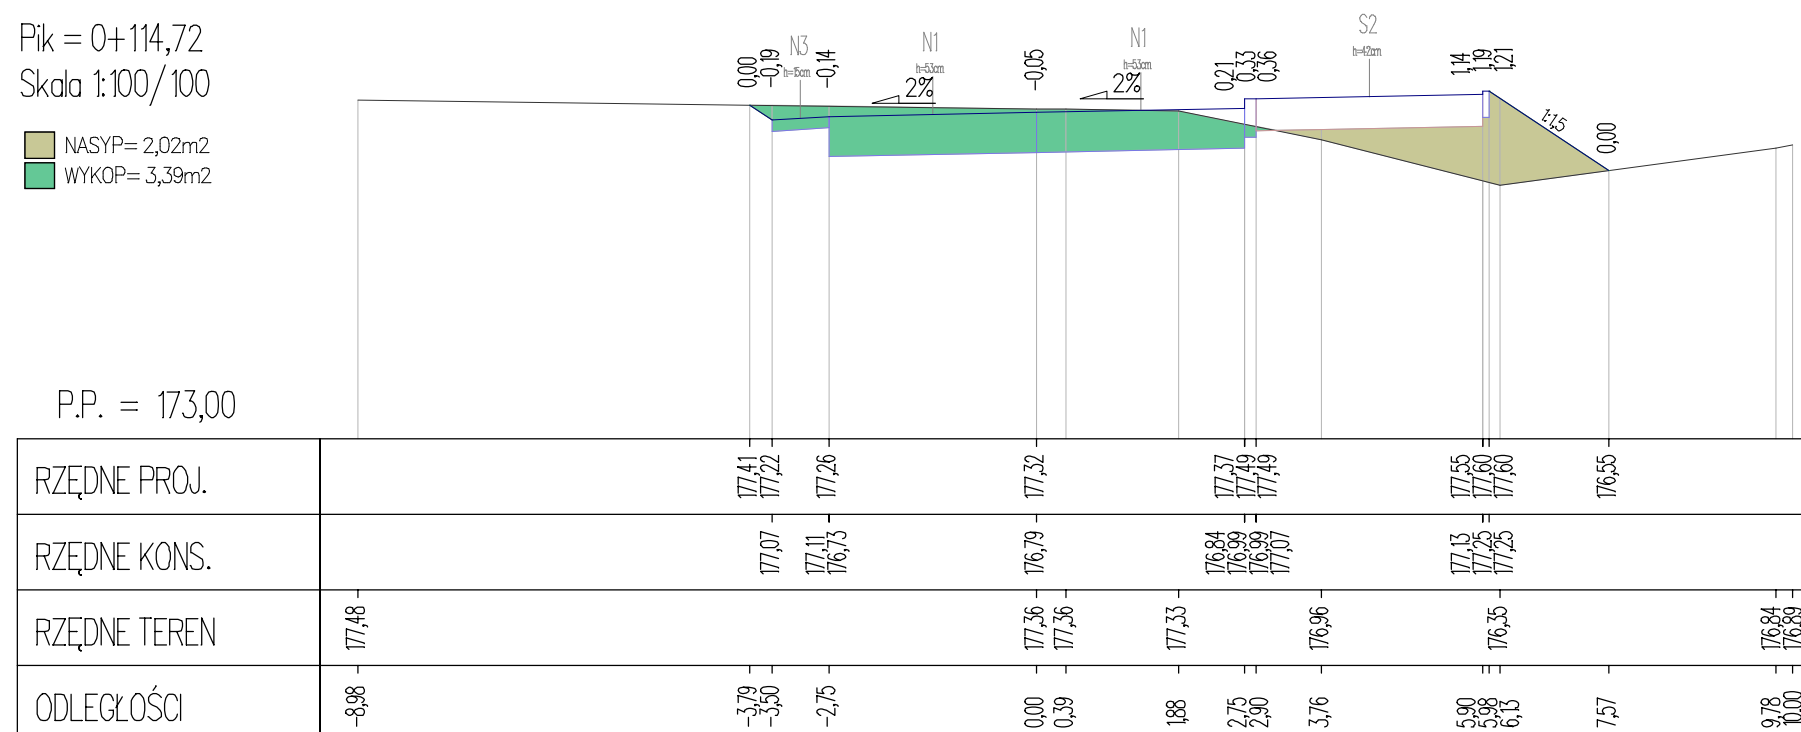 Pik = 0+114,72
Skala 1:100/100
NASYP= 2,02m2
WYKOP= 3,39m2
0,00 -0,19 -0,14 -0,05 0,21 0,33 0,36 1,14 1,19 1,21 0,00
N3 N1 N1 S2
h=15cm h=53cm h=53cm h=42cm
2% 2% 1:1,5
P.P. = 173,00
RZĘDNE PROJ. 177,41 177,22 177,26 177,32 177,37 177,49 177,49 177,55 177,60 177,60 176,55
RZĘDNE KONS. 177,07 177,11 176,73 176,79 176,84 176,99 176,99 177,07 177,13 177,25 177,25
RZĘDNE TEREN 177,48 177,36 177,36 177,33 176,96 176,35 176,84 176,89
ODLEGŁOŚCI -8,98 -3,79 -3,50 -2,75 0,00 0,39 1,88 2,75 2,90 3,76 5,90 5,98 6,13 7,57 9,78 10,00